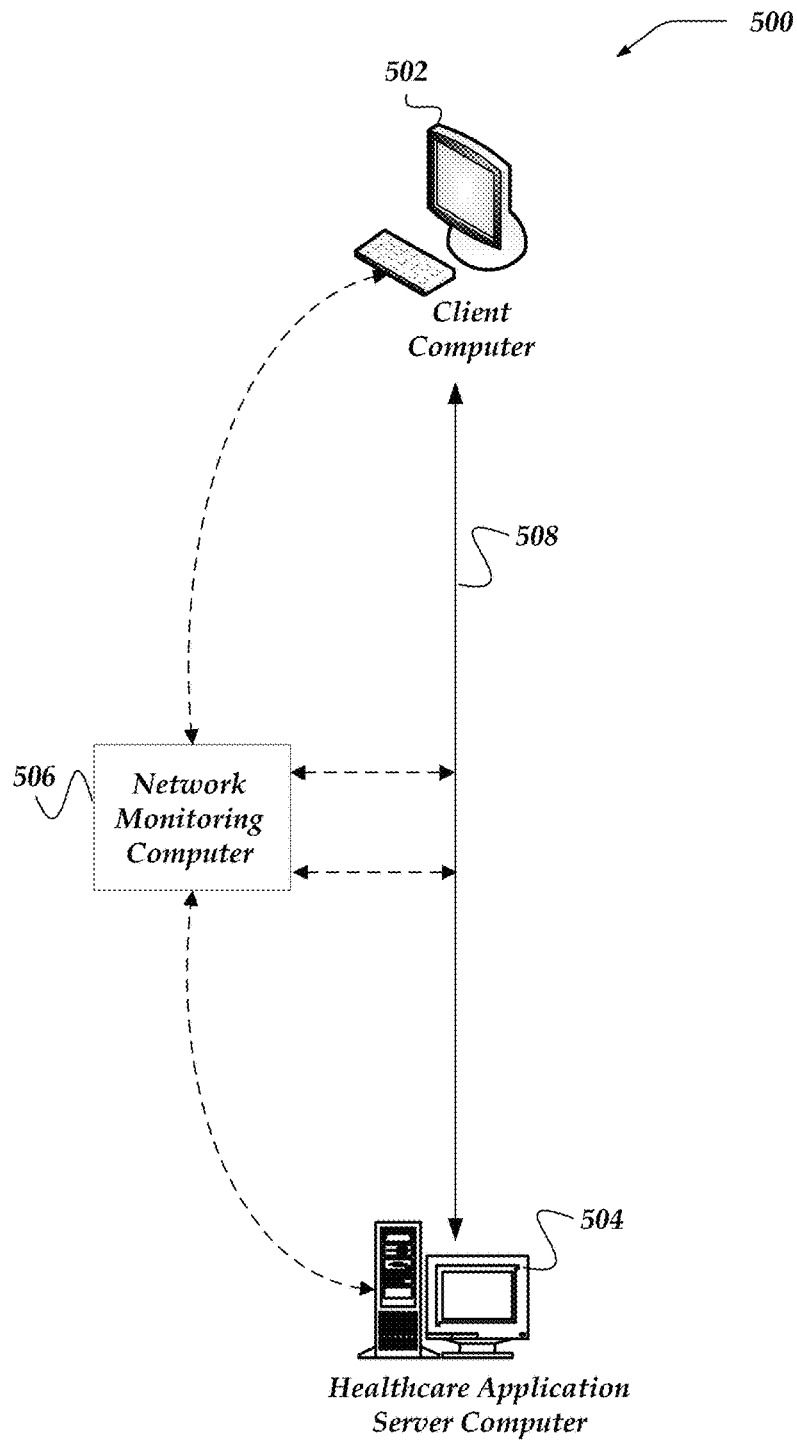 500
502
Client
Computer
508
506
Network
Monitoring
Computer
504
Healthcare Application
Server Computer